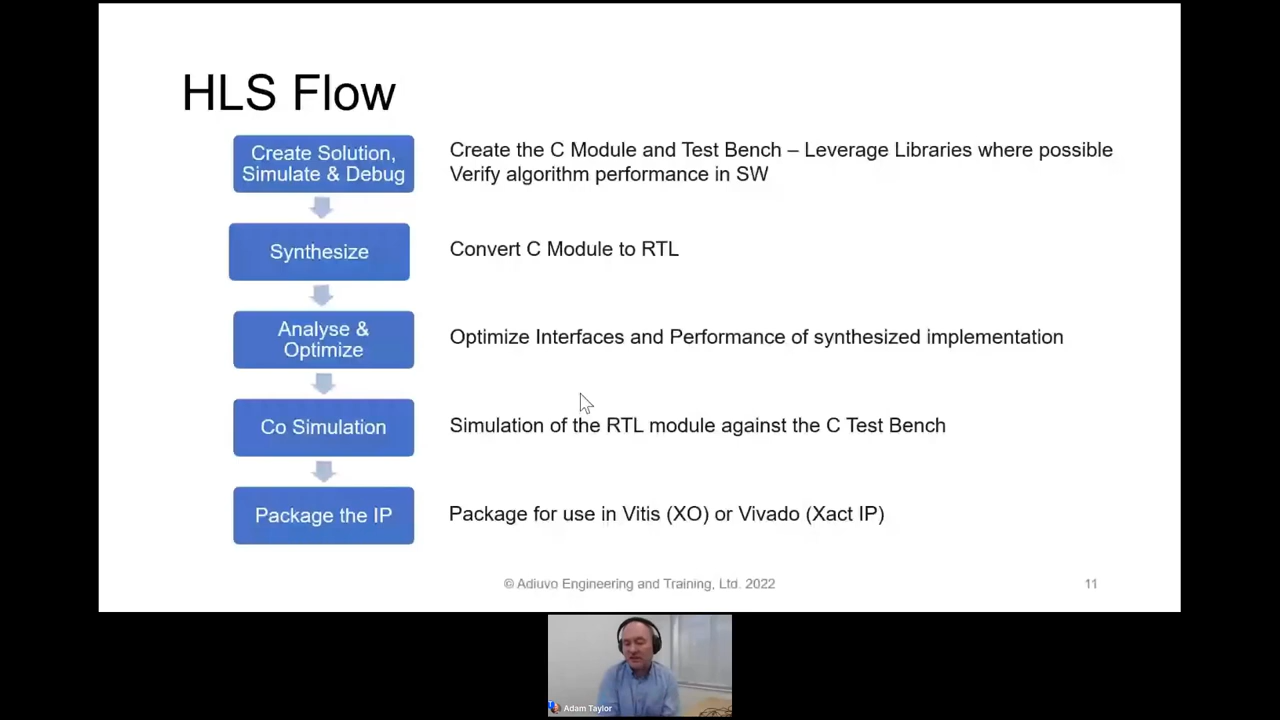 HLS Flow
Create Solution,
Simulate & Debug
Create the C Module and Test Bench – Leverage Libraries where possible
Verify algorithm performance in SW
Synthesize
Convert C Module to RTL
Analyse &
Optimize
Optimize Interfaces and Performance of synthesized implementation
Co Simulation
Simulation of the RTL module against the C Test Bench
Package the IP
Package for use in Vitis (XO) or Vivado (Xact IP)
© Adiuvo Engineering and Training, Ltd. 2022
11
Adam Taylor